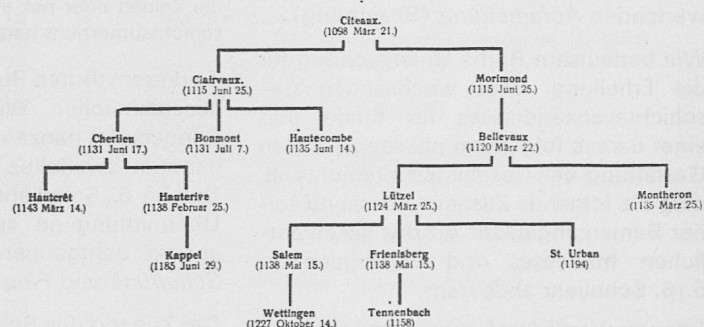 Citeaux.
(1098 März 21.)
Clairvaux.
(1115 Juni 25.)
Morimond
(1115 Juni 25.)
Cherlieu
(1131 Juni 17.)
Bonmont
(1131 Juli 7.)
Hautecombe
(1135 Juni 14.)
Bellevaux
(1120 März 22.)
Hauterêt
(1143 März 14.)
Hauterive
(1138 Februar 25.)
Lützel
(1124 März 25.)
Montheron
(1135 März 25.)
Kappel
(1185 Juni 29.)
Salem
(1138 Mai 15.)
Frienisberg
(1138 Mai 15.)
St. Urban
(1194)
Wettingen
(1227 Oktober 14.)
Tennenbach
(1158)